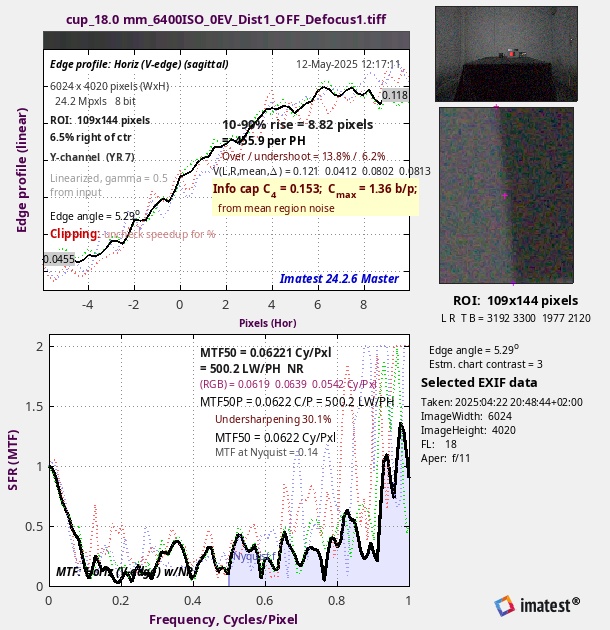 cup_18.0 mm_6400ISO_0EV_Dist1_OFF_Defocus1.tiff
Edge profile: Horiz (V-edge) (sagittal)
12-May-2025 12:17:11
6024 x 4020 pixels (WxH)
24.2 Mpxls   8 bit
0.118
ROI:  109x144 pixels
6.5% right of ctr
Y-channel  (YR7)
10-90% rise = 8.82 pixels
= 455.9 per PH
Over / undershoot = 13.8% /  6.2%
V(L,R,mean,Δ) = 0.121  0.0412  0.0802  0.0813
Linearized, gamma = 0.5
from input
Info cap C4 = 0.153;  Cmax = 1.36 b/p;
from mean region noise
Edge angle = 5.29°
Clipping: uncheck speedup for %
0.0455
Imatest 24.2.6 Master
Edge profile (linear)
-4 -2 0 2 4 6 8
Pixels (Hor)
ROI:  109x144 pixels
L R  T B = 3192 3300  1977 2120
Edge angle = 5.29°
Estm. chart contrast = 3
Selected EXIF data
Taken: 2025:04:22 20:48:44+02:00
ImageWidth:  6024
ImageHeight:  4020
FL:    18
Aper:  f/11
MTF50 = 0.06221 Cy/Pxl
= 500.2 LW/PH  NR
(RGB) = 0.0619  0.0639  0.0542 Cy/Pxl
MTF50P = 0.0622 C/P = 500.2 LW/PH
Undersharpening 30.1%
MTF50 = 0.0622 Cy/Pxl
MTF at Nyquist = 0.14
2
1.5
1
0.5
0
SFR (MTF)
Nyquist f
MTF: Horiz (V-edge) w/NR
0 0.2 0.4 0.6 0.8 1
Frequency, Cycles/Pixel
imatest®